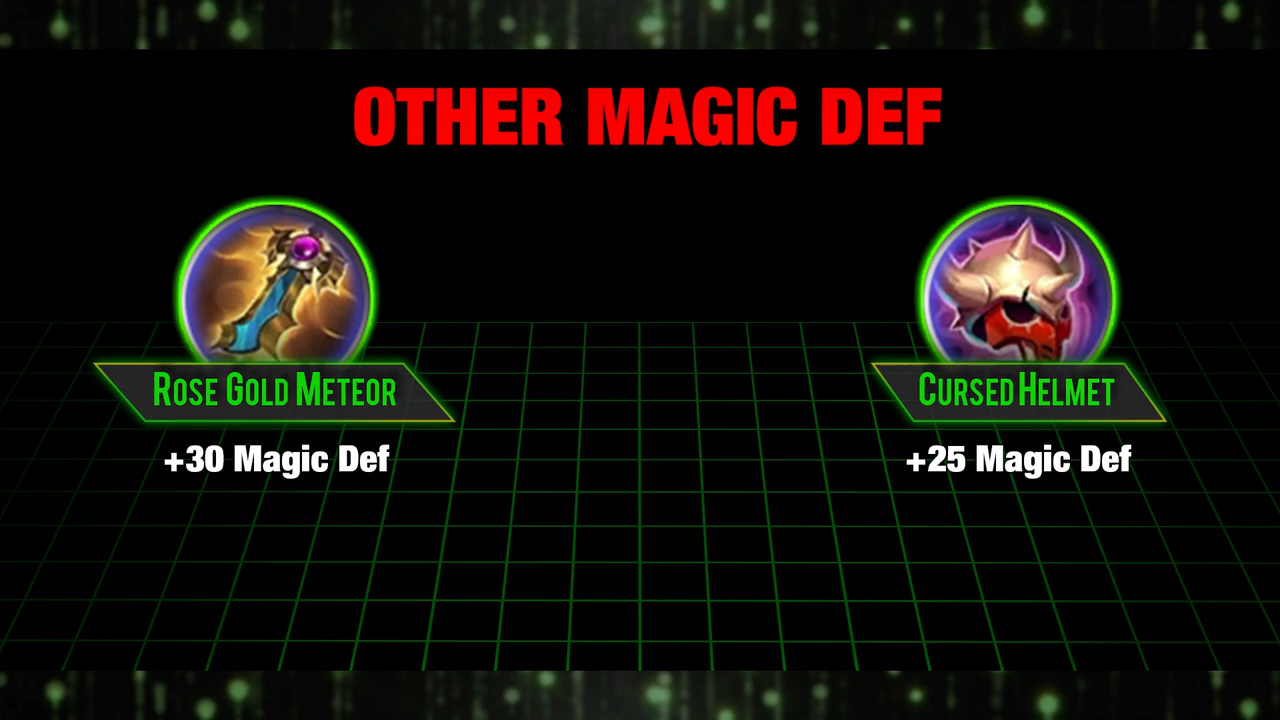 OTHER MAGIC DEF
ROSE GOLD METEOR
CURSED HELMET
+30 Magic Def
+25 Magic Def